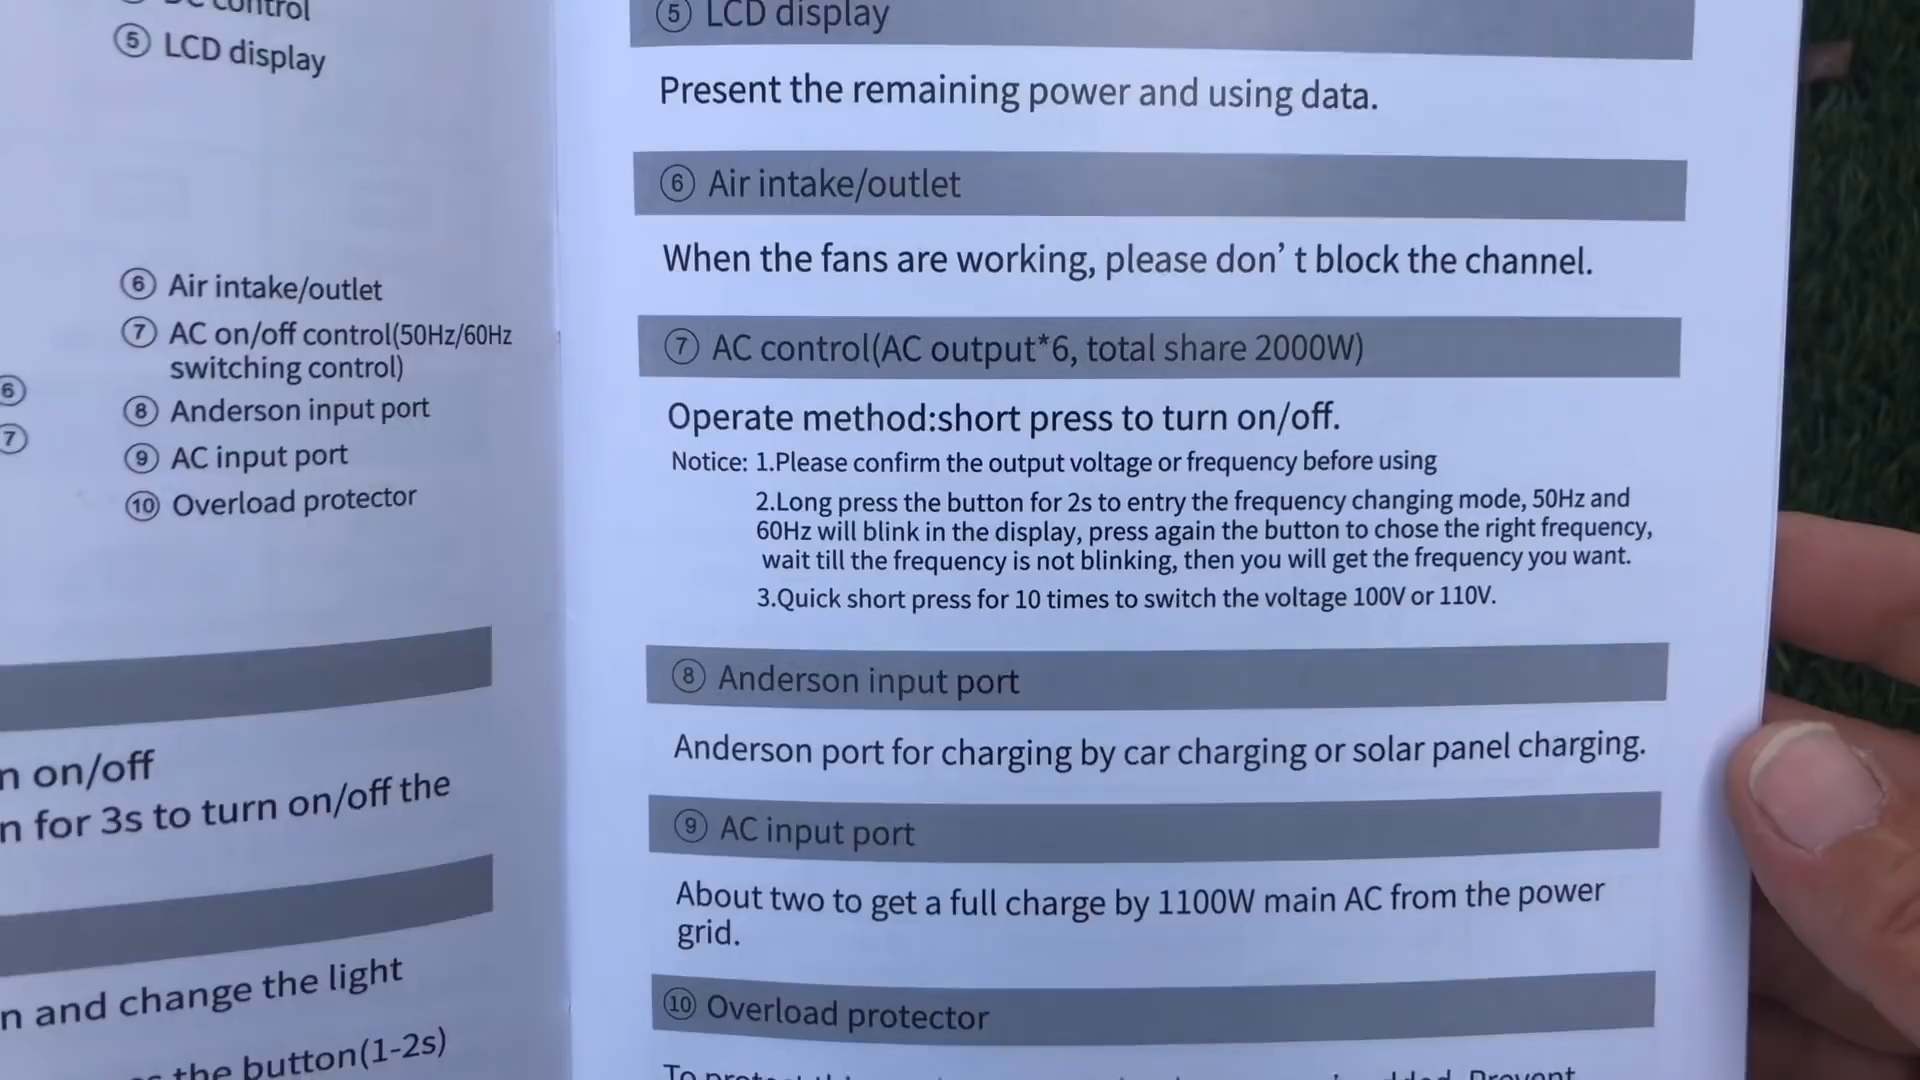 control
⑤ LCD display
⑥ Air intake/outlet
⑦ AC on/off control(50Hz/60Hz
switching control)
⑥
⑧ Anderson input port
⑦
⑨ AC input port
⑩ Overload protector
n on/off
n for 3s to turn on/off the
n and change the light
the button(1-2s)
⑤ LCD display
Present the remaining power and using data.
⑥ Air intake/outlet
When the fans are working, please don’ t block the channel.
⑦ AC control(AC output*6, total share 2000W)
Operate method:short press to turn on/off.
Notice: 1.Please confirm the output voltage or frequency before using
2.Long press the button for 2s to entry the frequency changing mode, 50Hz and
60Hz will blink in the display, press again the button to chose the right frequency,
wait till the frequency is not blinking, then you will get the frequency you want.
3.Quick short press for 10 times to switch the voltage 100V or 110V.
⑧ Anderson input port
Anderson port for charging by car charging or solar panel charging.
⑨ AC input port
About two to get a full charge by 1100W main AC from the power
grid.
⑩ Overload protector